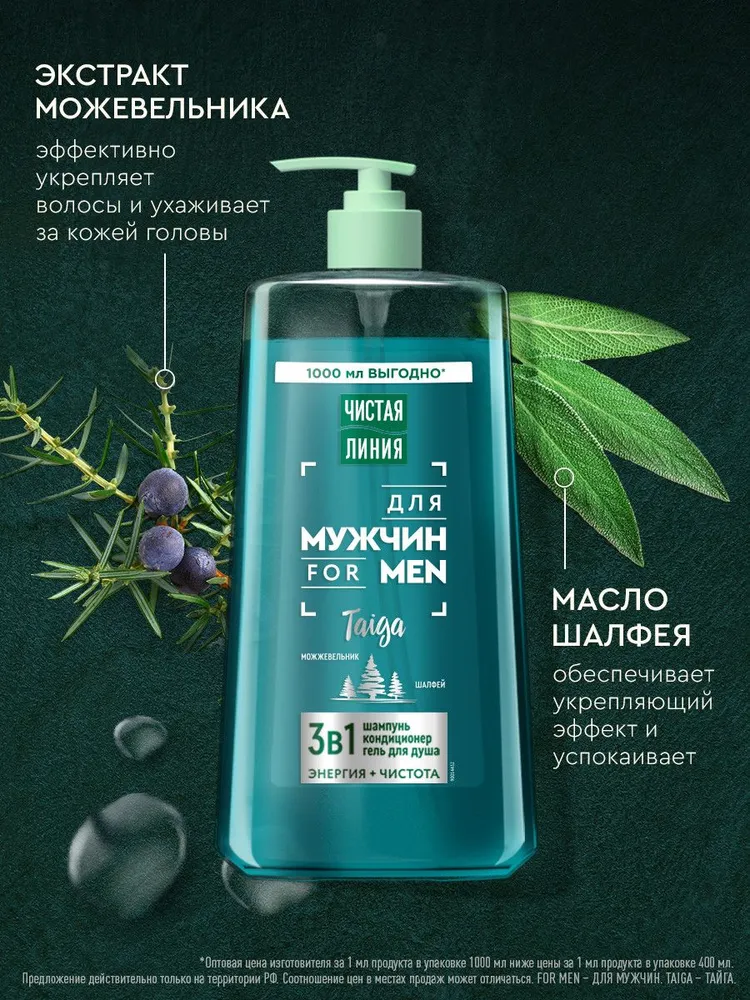 ЭКСТРАКТ
МОЖЕВЕЛЬНИКА
эффективно
укрепляет
волосы и ухаживает
за кожей головы
1000 мл ВЫГОДНО*
ЧИСТАЯ
ЛИНИЯ
ДЛЯ
МУЖЧИН
FOR MEN
Taiga
МОЖЖЕВЕЛЬНИК
ШАЛФЕЙ
3в1 шампунь
кондиционер
гель для душа
ЭНЕРГИЯ + ЧИСТОТА
МАСЛО
ШАЛФЕЯ
обеспечивает
укрепляющий
эффект и
успокаивает
*Оптовая цена изготовителя за 1 мл продукта в упаковке 1000 мл ниже цены за 1 мл продукта в упаковке 400 мл.
Предложение действительно только на территории РФ. Соотношение цен в местах продаж может отличаться. FOR MEN – ДЛЯ МУЖЧИН. TAIGA – ТАЙГА.